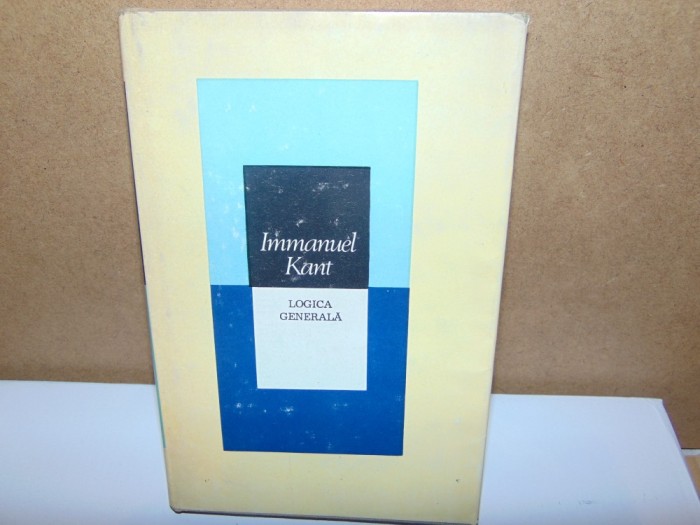 Immanuel
Kant
LOGICA
GENERALĂ